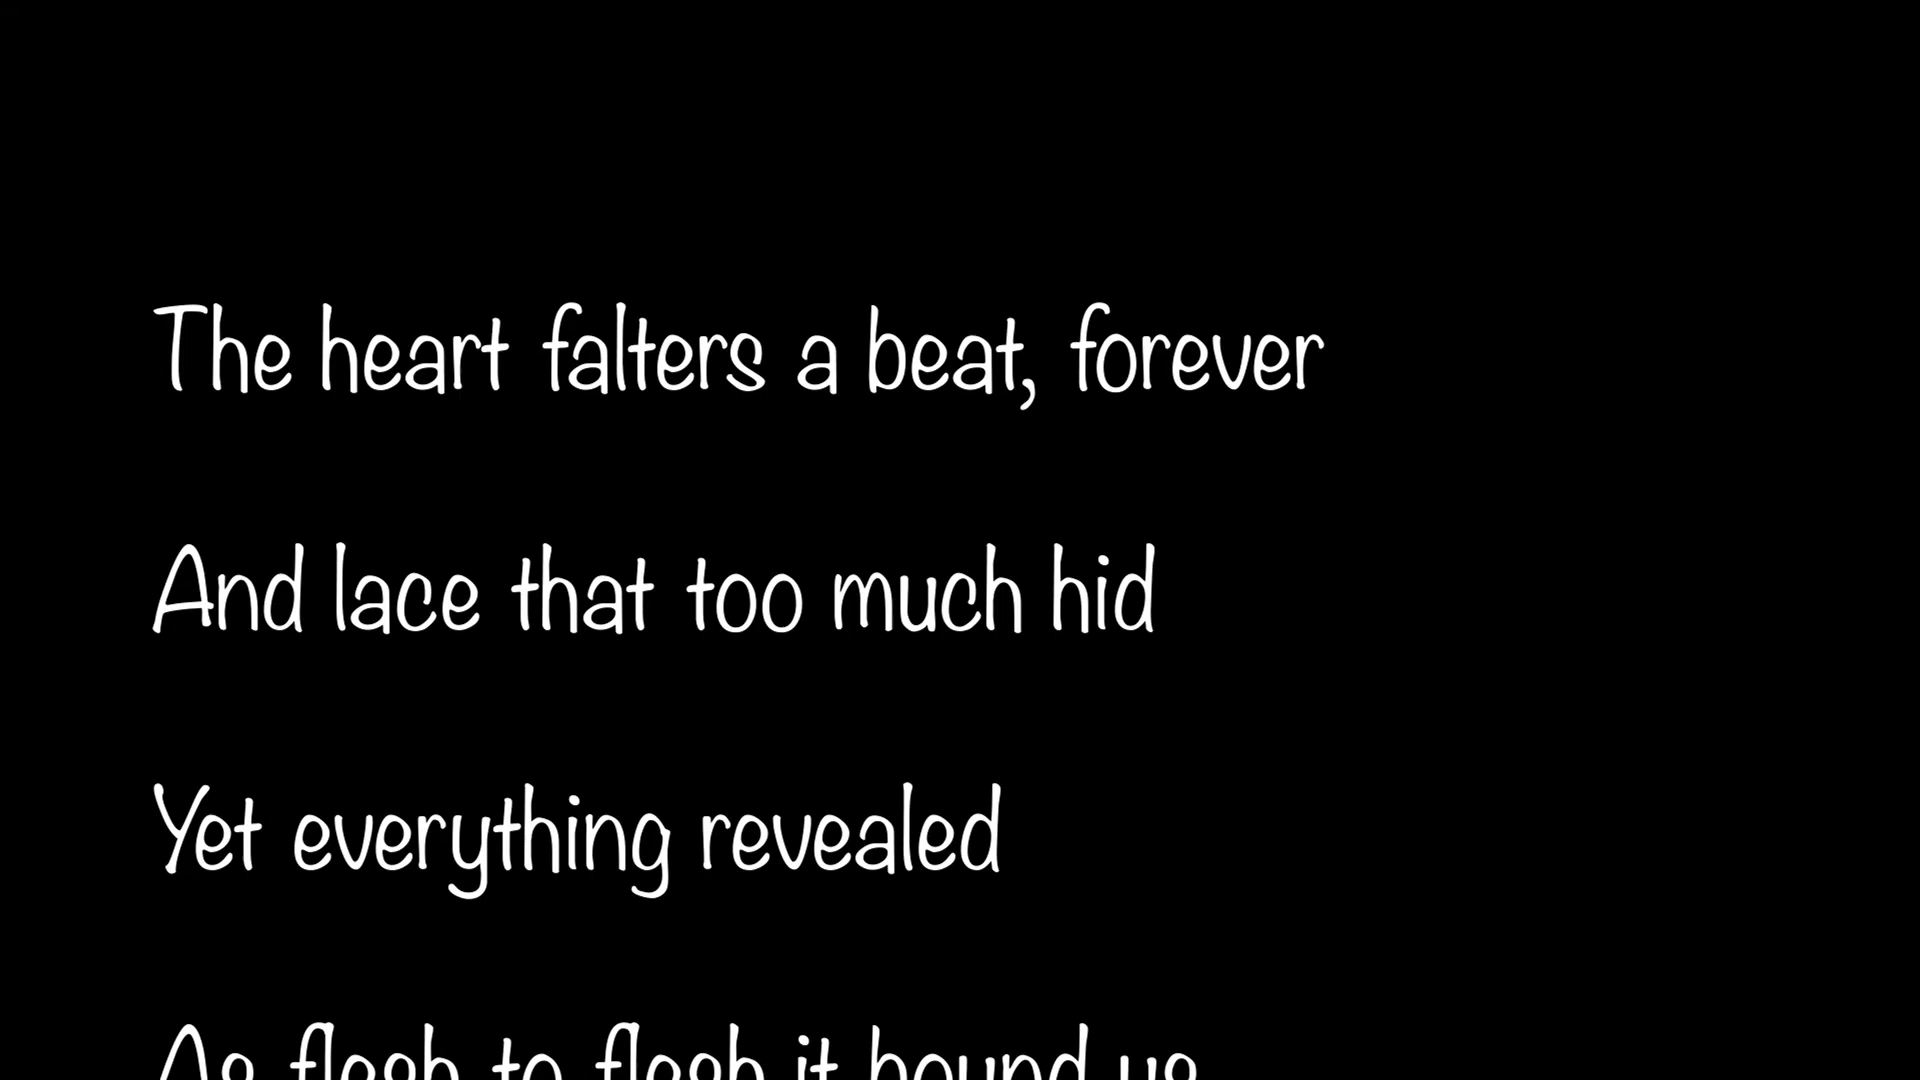 The heart falters a beat, forever
And lace that too much hid
Yet everything revealed
As flesh to flesh it bound us